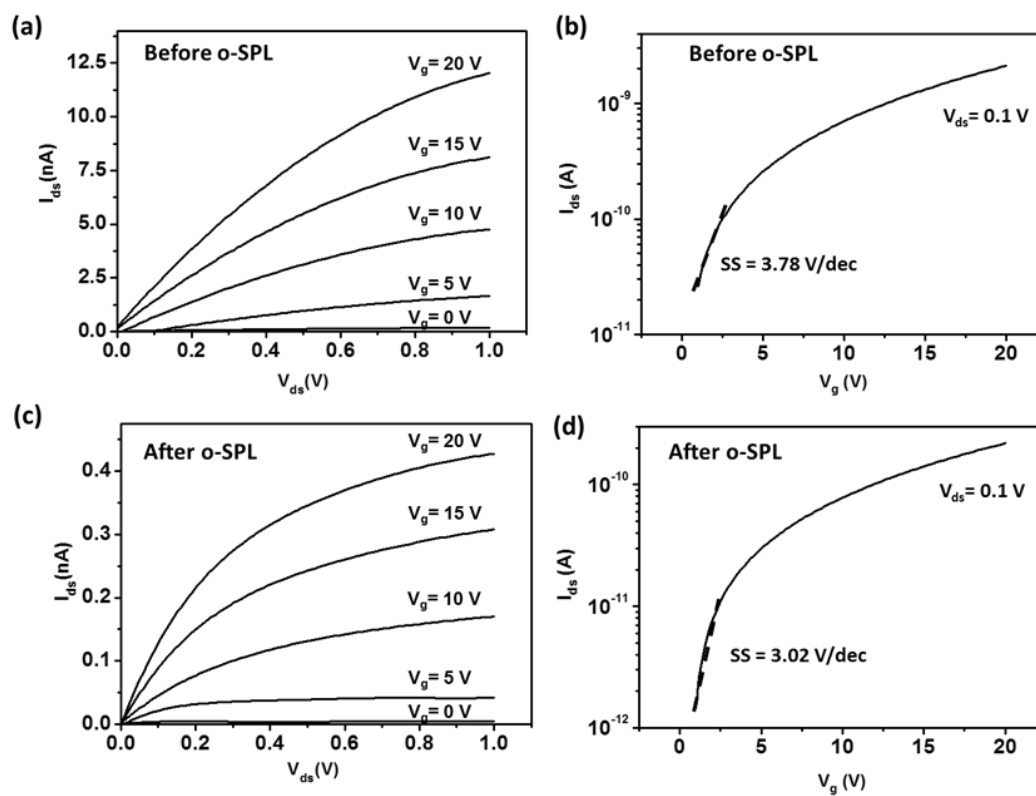 (a)
Before o-SPL
V_g= 20 V
V_g= 15 V
V_g= 10 V
V_g= 5 V
V_g= 0 V
12.5
10.0
7.5
5.0
2.5
0.0
I_ds(nA)
0.0 0.2 0.4 0.6 0.8 1.0
V_ds(V)
(b)
Before o-SPL
V_ds= 0.1 V
SS = 3.78 V/dec
10⁻⁹
10⁻¹⁰
10⁻¹¹
I_ds (A)
0 5 10 15 20
V_g (V)
(c)
After o-SPL
V_g= 20 V
V_g= 15 V
V_g= 10 V
V_g= 5 V
V_g= 0 V
0.4
0.3
0.2
0.1
0.0
I_ds(nA)
0.0 0.2 0.4 0.6 0.8 1.0
V_ds(V)
(d)
After o-SPL
V_ds= 0.1 V
SS = 3.02 V/dec
10⁻¹⁰
10⁻¹¹
10⁻¹²
I_ds (A)
0 5 10 15 20
V_g (V)